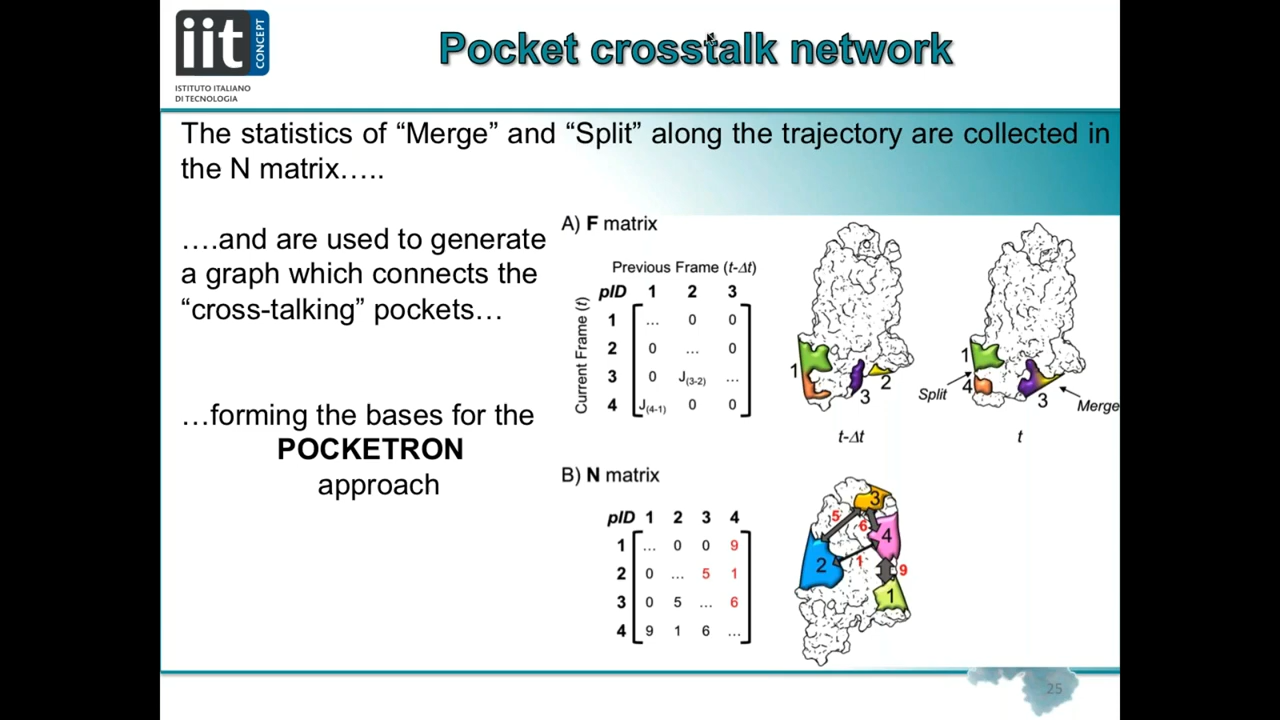 iit
CONCEPT
ISTITUTO ITALIANO
DI TECNOLOGIA
Pocket crosstalk network
The statistics of “Merge” and “Split” along the trajectory are collected in
the N matrix…..
….and are used to generate
a graph which connects the
“cross-talking” pockets…
…forming the bases for the
POCKETRON
approach
A) F matrix
Previous Frame (t-Δt)
Current Frame (t)
pID 1 2 3
1 ... 0 0
2 0 ... 0
3 0 J(3-2) ...
4 J(4-1) 0 0
1
2
3
t-Δt
1
Split 4
3 Merge
t
B) N matrix
pID 1 2 3 4
1 ... 0 0 9
2 0 ... 5 1
3 0 5 ... 6
4 9 1 6 ...
3
5
6
4
2
1
9
1
25